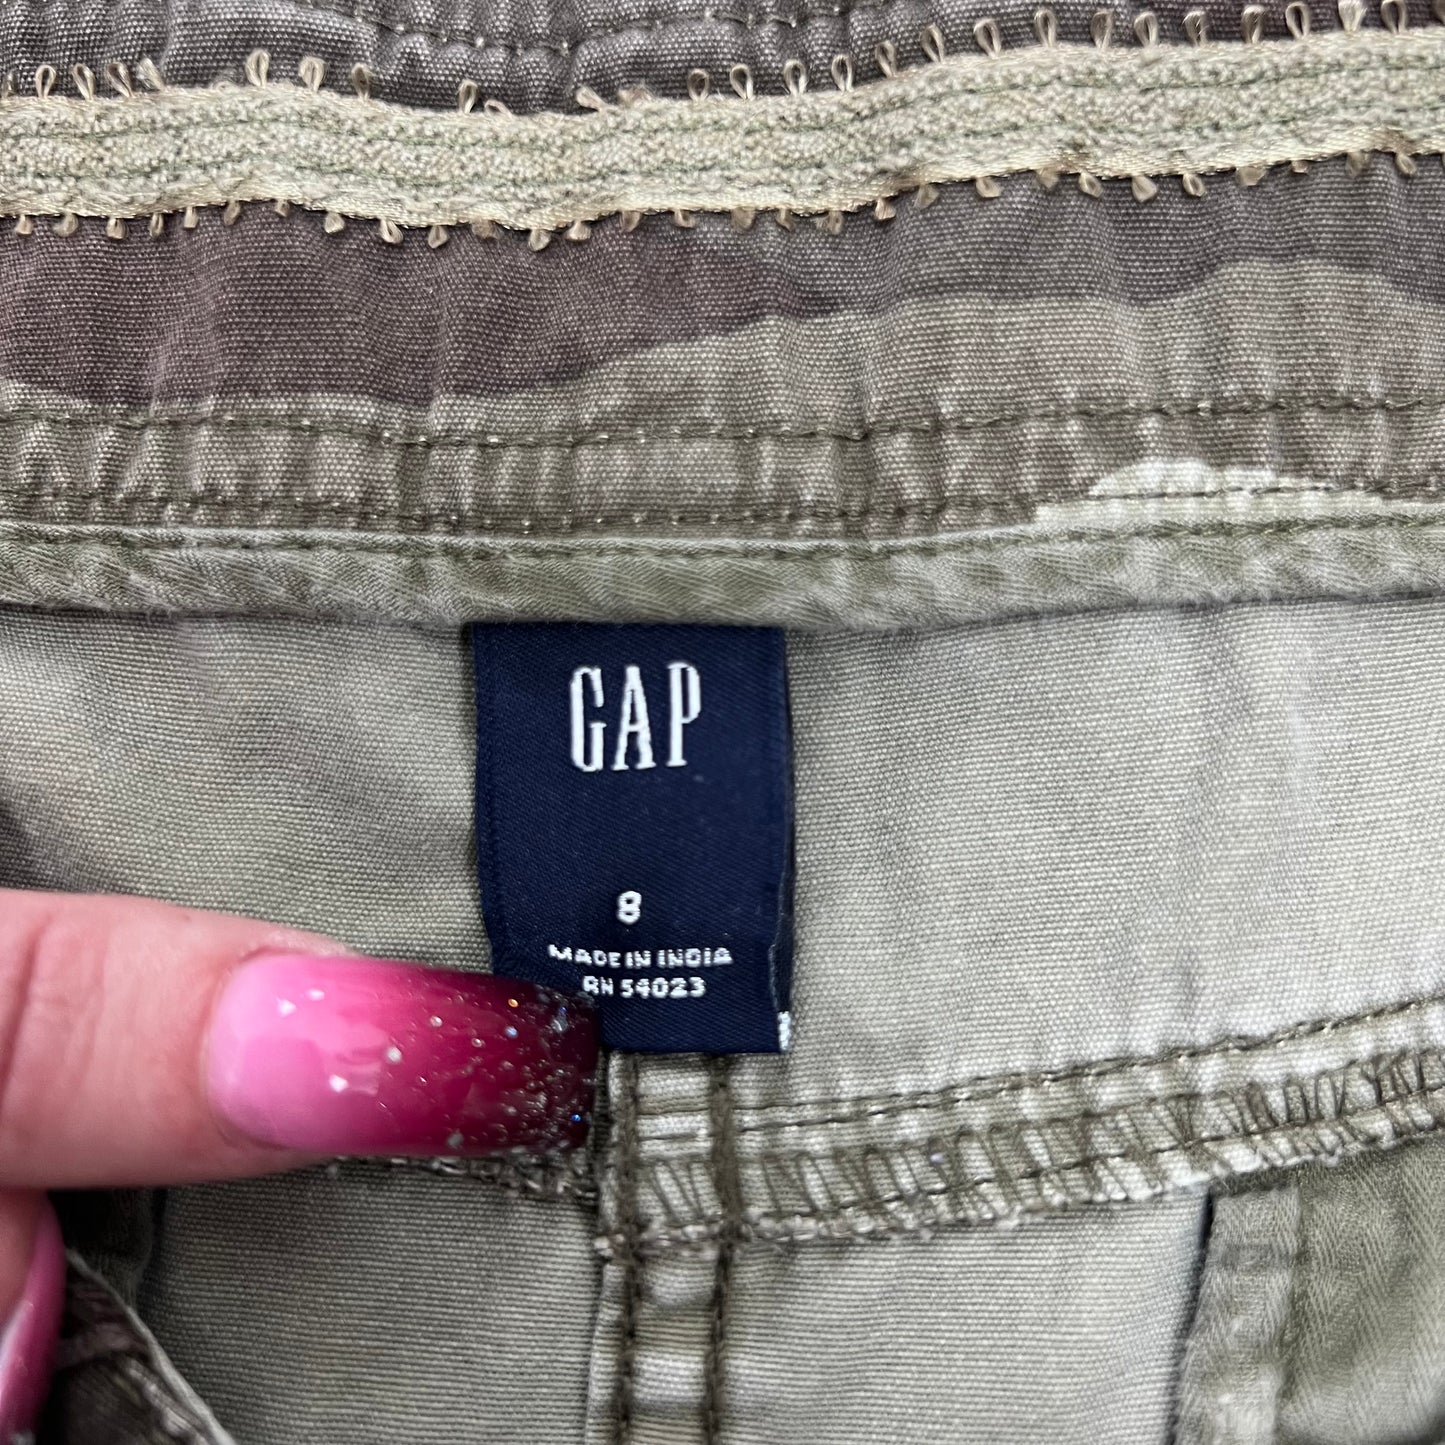 GAP
8
MADE IN INDIA
RN 54023